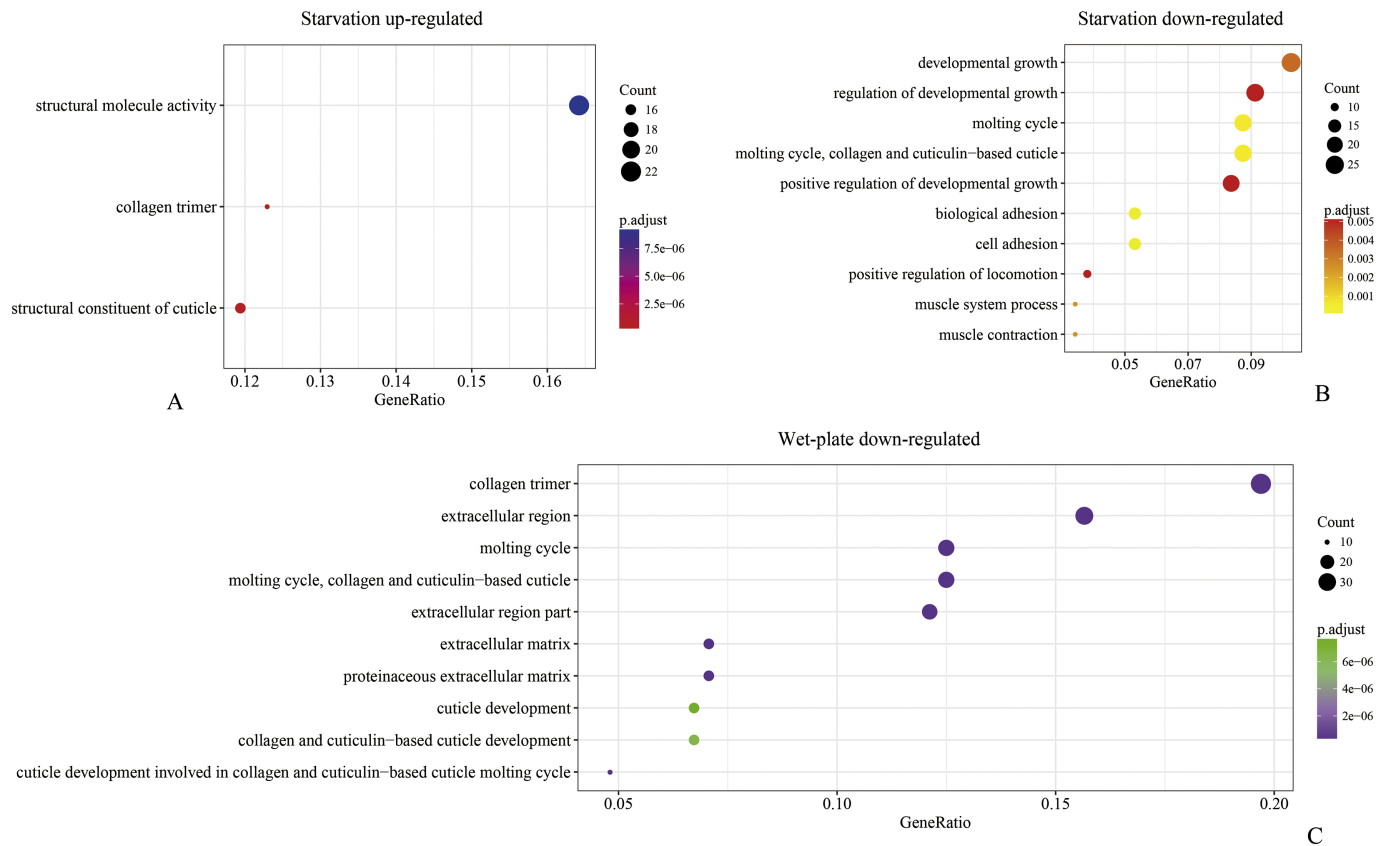 Starvation up-regulated
structural molecule activity
collagen trimer
structural constituent of cuticle
0.12 0.13 0.14 0.15 0.16
GeneRatio
Count
16
18
20
22
p.adjust
7.5e−06
5.0e−06
2.5e−06
A
Starvation down-regulated
developmental growth
regulation of developmental growth
molting cycle
molting cycle, collagen and cuticulin−based cuticle
positive regulation of developmental growth
biological adhesion
cell adhesion
positive regulation of locomotion
muscle system process
muscle contraction
0.05 0.07 0.09
GeneRatio
Count
10
15
20
25
p.adjust
0.005
0.004
0.003
0.002
0.001
B
Wet-plate down-regulated
collagen trimer
extracellular region
molting cycle
molting cycle, collagen and cuticulin−based cuticle
extracellular region part
extracellular matrix
proteinaceous extracellular matrix
cuticle development
collagen and cuticulin−based cuticle development
cuticle development involved in collagen and cuticulin−based cuticle molting cycle
0.05 0.10 0.15 0.20
GeneRatio
Count
10
20
30
p.adjust
6e−06
4e−06
2e−06
C